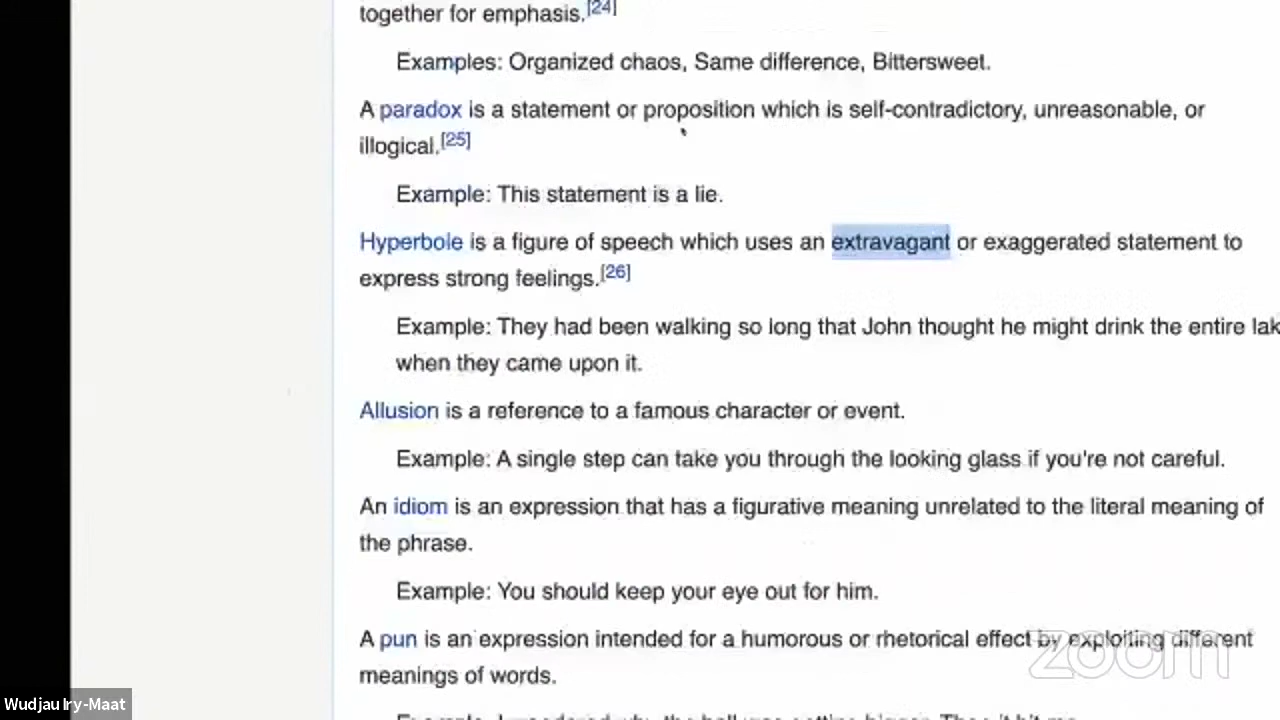 together for emphasis.[24]
Examples: Organized chaos, Same difference, Bittersweet.
A paradox is a statement or proposition which is self-contradictory, unreasonable, or
illogical.[25]
Example: This statement is a lie.
Hyperbole is a figure of speech which uses an extravagant or exaggerated statement to
express strong feelings.[26]
Example: They had been walking so long that John thought he might drink the entire lak
when they came upon it.
Allusion is a reference to a famous character or event.
Example: A single step can take you through the looking glass if you're not careful.
An idiom is an expression that has a figurative meaning unrelated to the literal meaning of
the phrase.
Example: You should keep your eye out for him.
A pun is an expression intended for a humorous or rhetorical effect by exploiting different
meanings of words.
zoom
Wudjau Iry-Maat